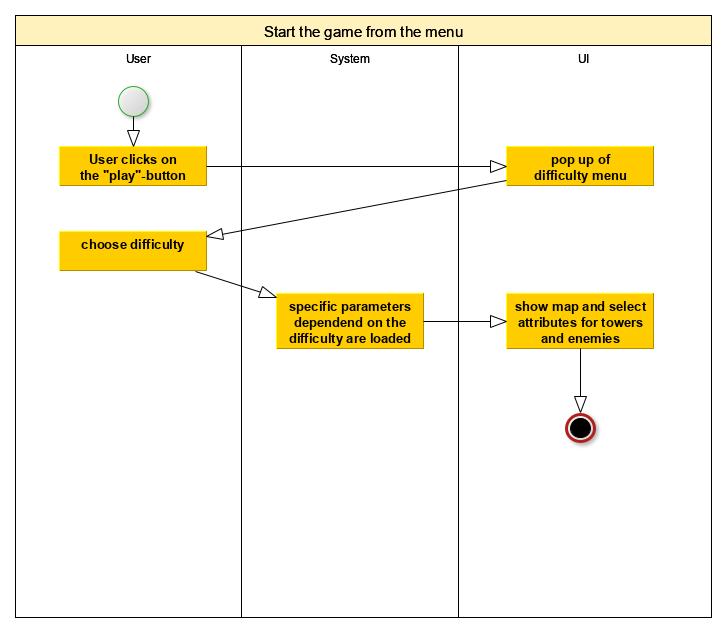 Start the game from the menu
User
System
UI
User clicks on
the "play"-button
pop up of
difficulty menu
choose difficulty
specific parameters
dependend on the
difficulty are loaded
show map and select
attributes for towers
and enemies